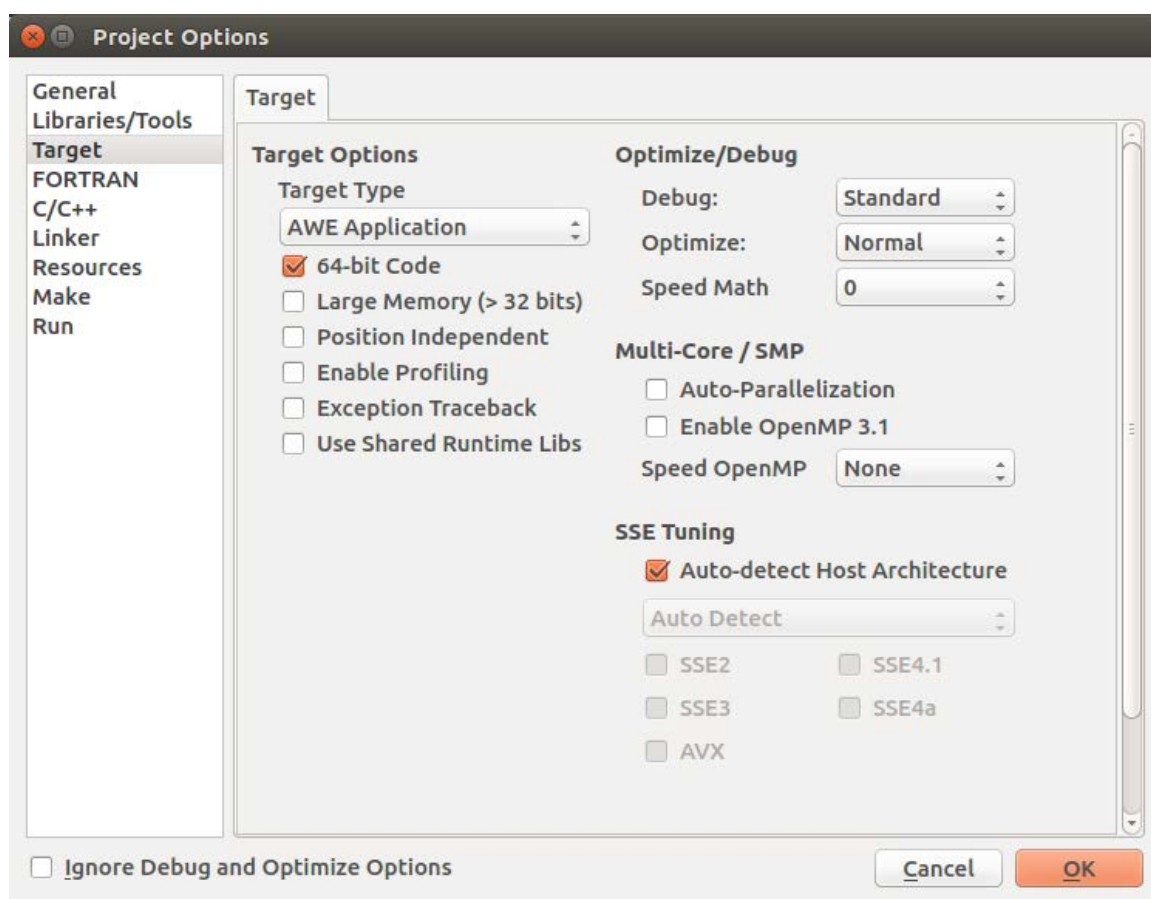 Project Options
General
Libraries/Tools
Target
FORTRAN
C/C++
Linker
Resources
Make
Run
Target
Target Options
Target Type
AWE Application
64-bit Code
Large Memory (> 32 bits)
Position Independent
Enable Profiling
Exception Traceback
Use Shared Runtime Libs
Optimize/Debug
Debug: Standard
Optimize: Normal
Speed Math 0
Multi-Core / SMP
Auto-Parallelization
Enable OpenMP 3.1
Speed OpenMP None
SSE Tuning
Auto-detect Host Architecture
Auto Detect
SSE2 SSE4.1
SSE3 SSE4a
AVX
Ignore Debug and Optimize Options
Cancel OK